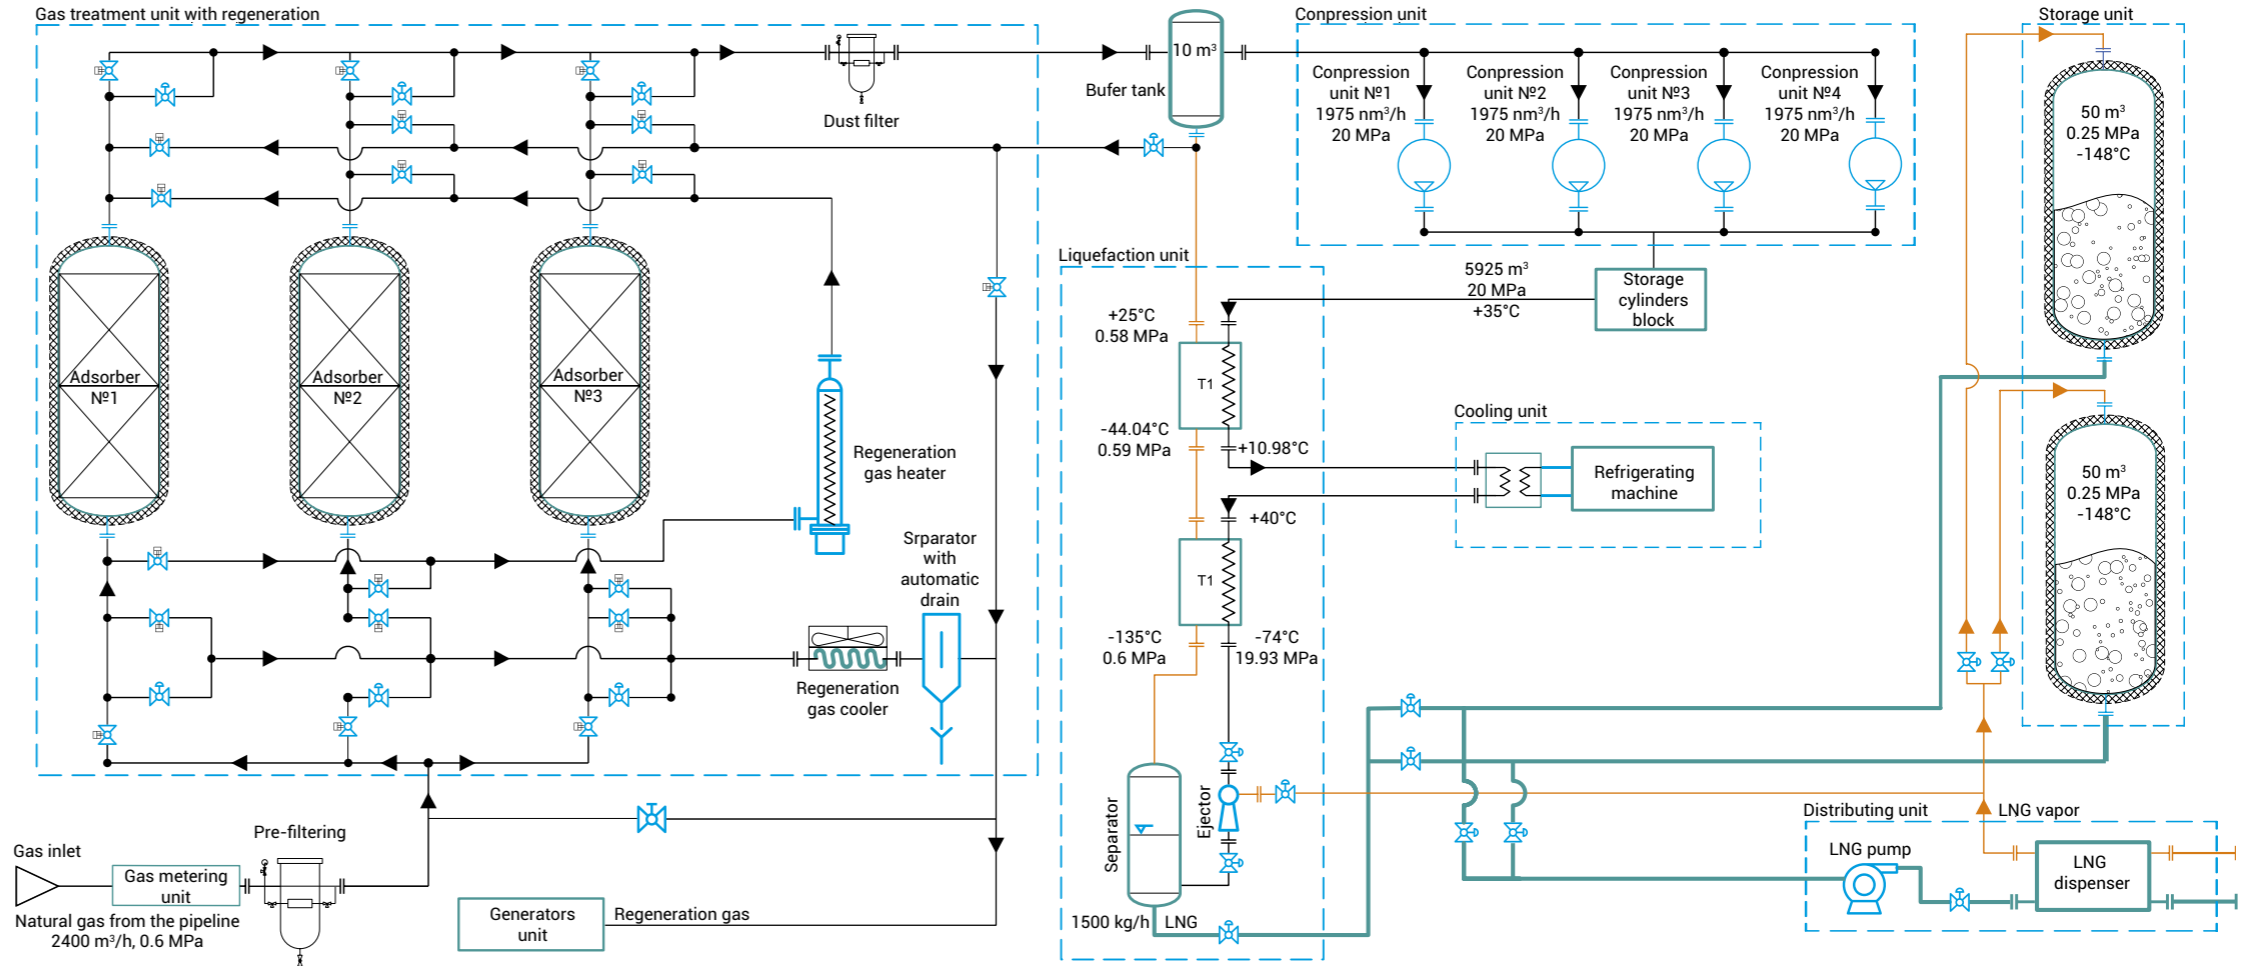 Gas treatment unit with regeneration
Dust filter
10 m³
Bufer tank
Conpression unit
Conpression
unit №1
1975 nm³/h
20 MPa
Conpression
unit №2
1975 nm³/h
20 MPa
Conpression
unit №3
1975 nm³/h
20 MPa
Conpression
unit №4
1975 nm³/h
20 MPa
Storage unit
50 m³
0.25 MPa
-148°C
50 m³
0.25 MPa
-148°C
Adsorber
№1
Adsorber
№2
Adsorber
№3
Regeneration
gas heater
Srparator
with
automatic
drain
Regeneration
gas cooler
Liquefaction unit
5925 m³
20 MPa
+35°C
Storage
cylinders
block
+25°C
0.58 MPa
T1
-44.04°C
0.59 MPa
+10.98°C
Cooling unit
Refrigerating
machine
+40°C
T1
-135°C
0.6 MPa
-74°C
19.93 MPa
Separator
Ejector
1500 kg/h
LNG
Gas inlet
Gas metering
unit
Natural gas from the pipeline
2400 m³/h, 0.6 MPa
Pre-filtering
Generators
unit
Regeneration gas
Distributing unit
LNG vapor
LNG pump
LNG
dispenser